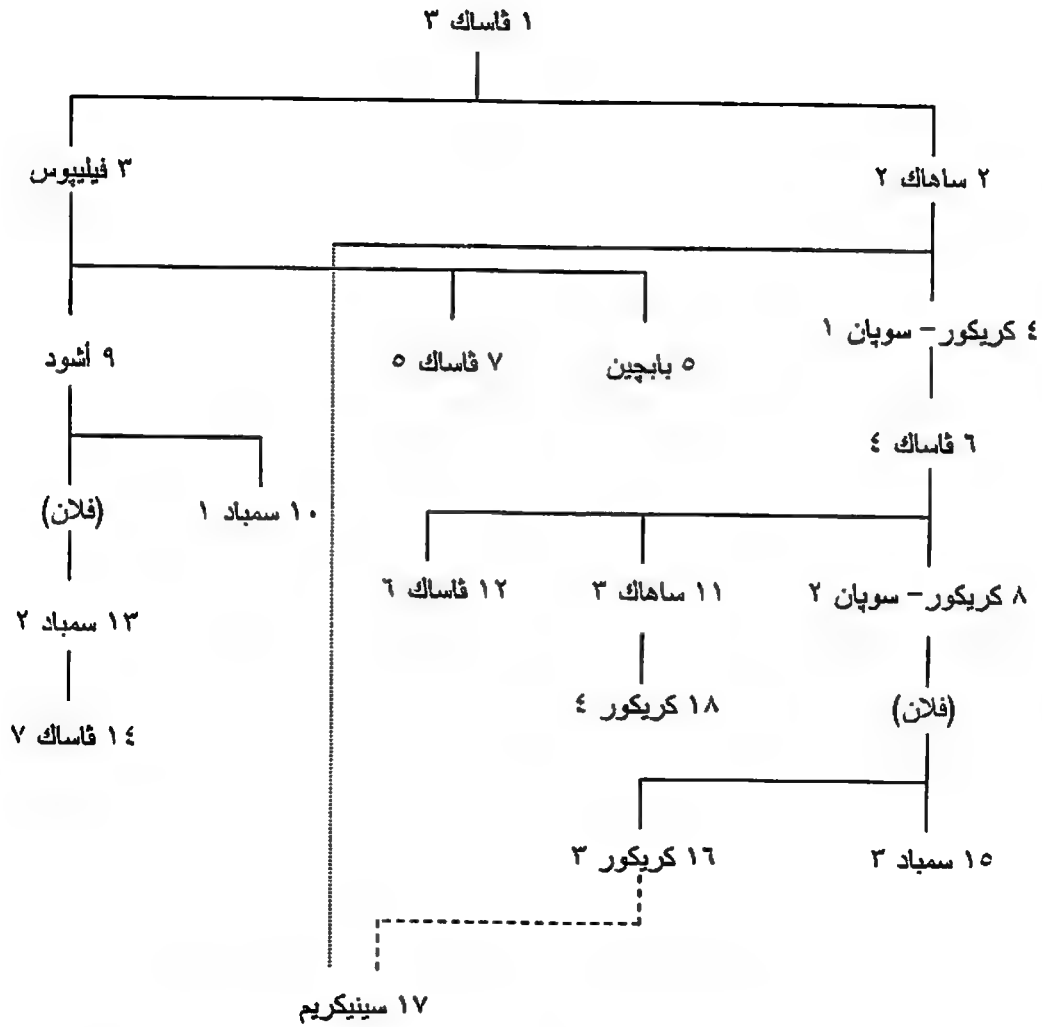 ١ ڤاساك ٣
٢ ساهاك ٢
٣ فيليپوس
٤ كريكور – سوپان ١
٥ بابچين
٧ ڤاساك ٥
٩ أشود
٦ ڤاساك ٤
١٠ سمباد ١
(فلان)
٨ كريكور – سوپان ٢
١١ ساهاك ٣
١٢ ڤاساك ٦
١٣ سمباد ٢
(فلان)
١٨ كريكور ٤
١٤ ڤاساك ٧
١٥ سمباد ٣
١٦ كريكور ٣
١٧ سينيكريم